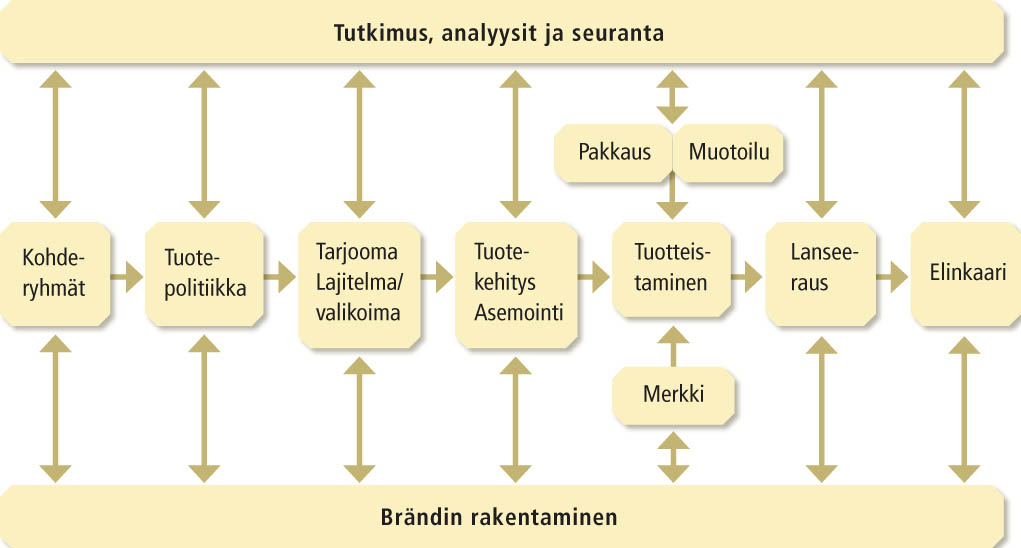 Tutkimus, analyysit ja seuranta
Pakkaus
Muotoilu
Kohde-
ryhmät
Tuote-
politiikka
Tarjooma
Lajitelma/
valikoima
Tuote-
kehitys
Asemointi
Tuotteis-
taminen
Lansee-
raus
Elinkaari
Merkki
Brändin rakentaminen